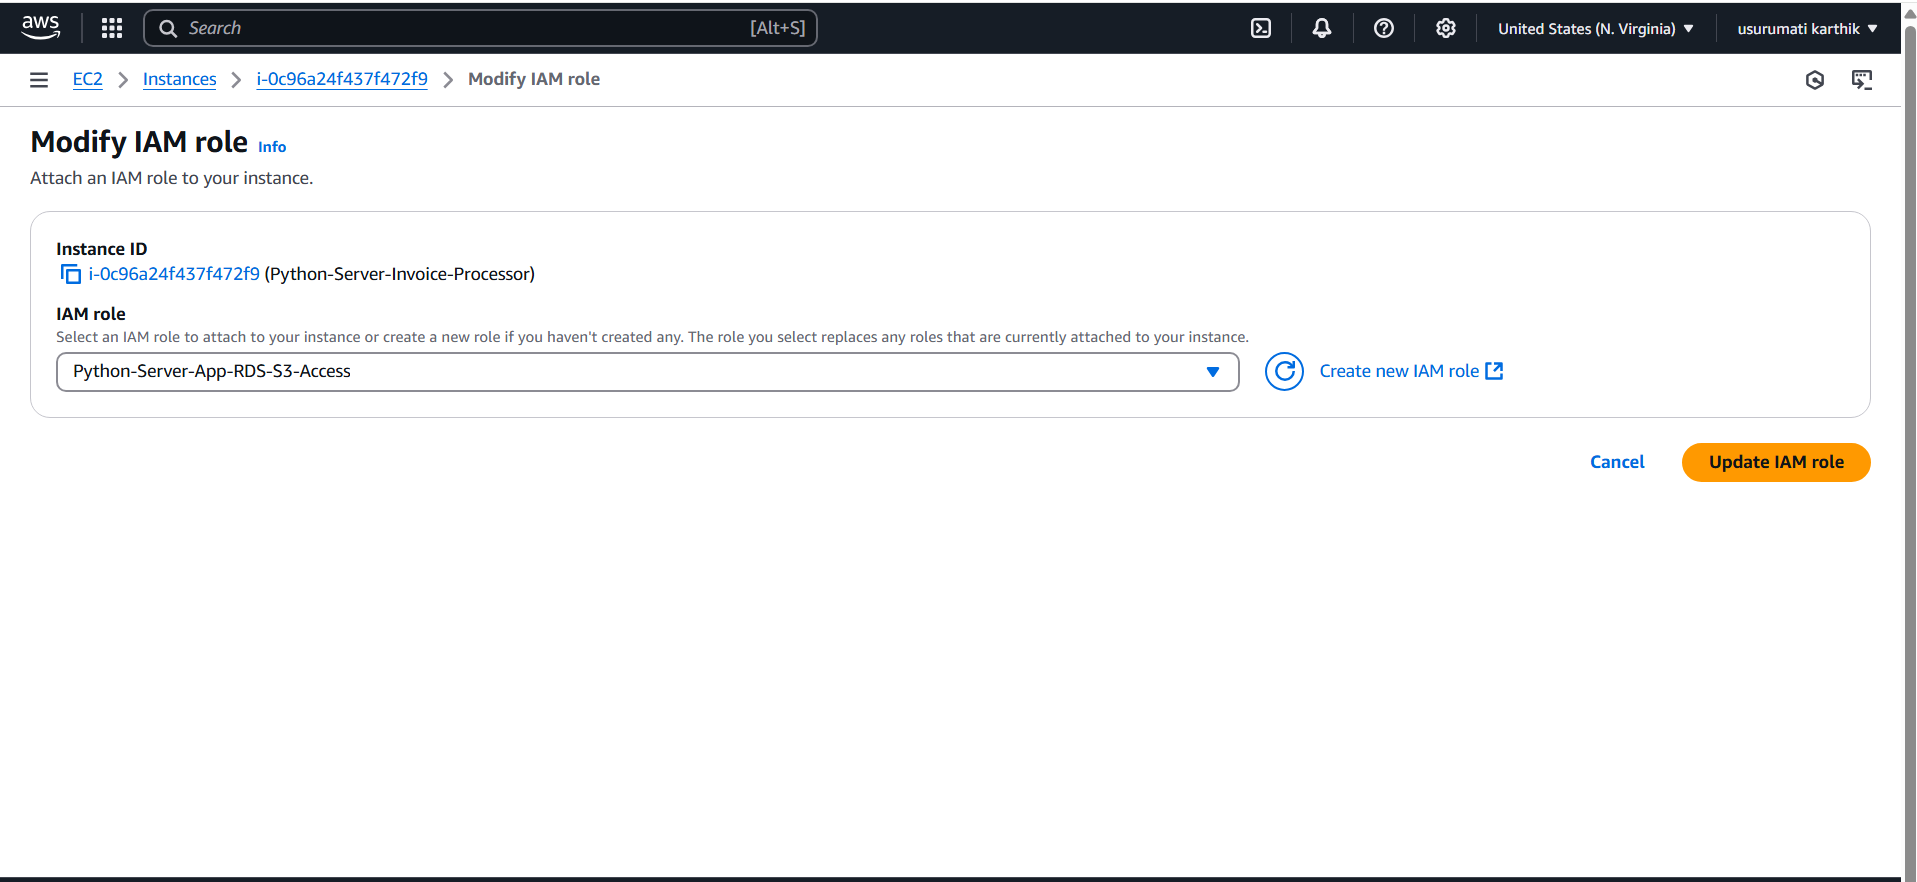 aws Search [Alt+S] United States (N. Virginia) usurumati karthik
EC2 Instances i-0c96a24f437f472f9 Modify IAM role
Modify IAM role Info
Attach an IAM role to your instance.
Instance ID
i-0c96a24f437f472f9 (Python-Server-Invoice-Processor)
IAM role
Select an IAM role to attach to your instance or create a new role if you haven't created any. The role you select replaces any roles that are currently attached to your instance.
Python-Server-App-RDS-S3-Access Create new IAM role
Cancel Update IAM role